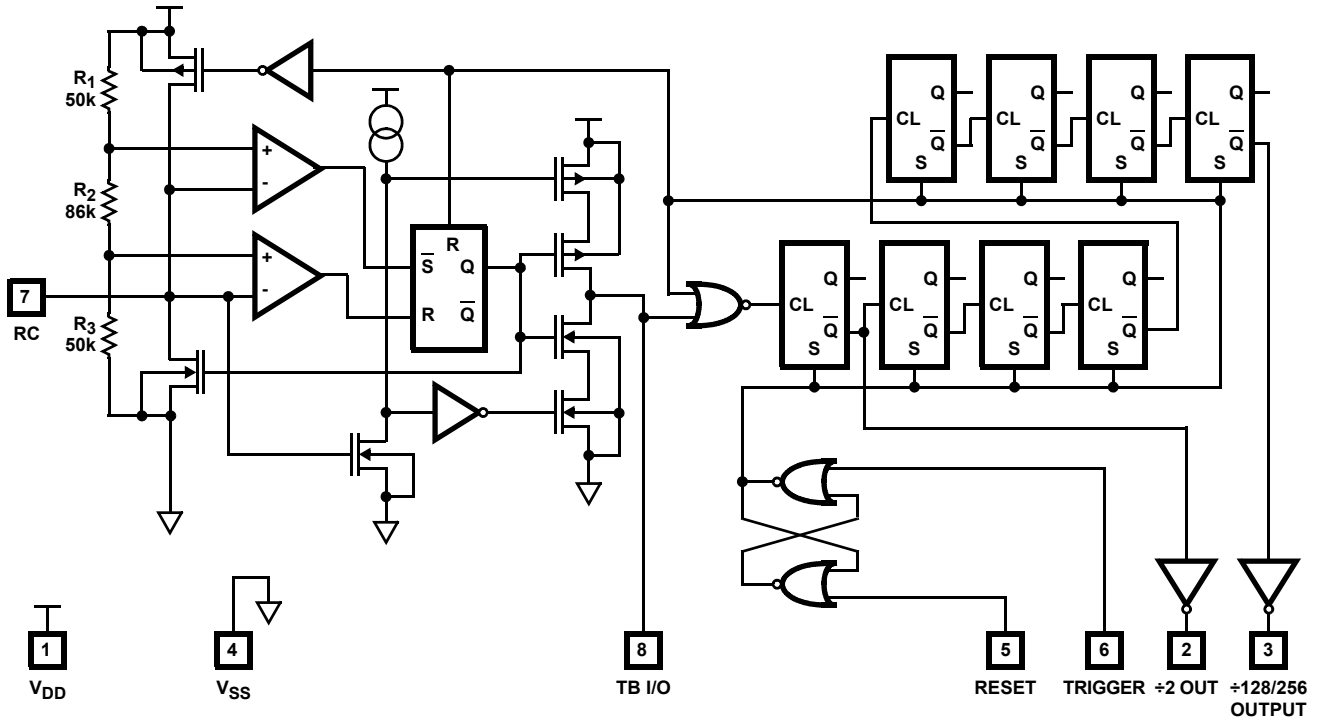 R1
50k
+
-
R2
86k
+
-
7
RC
R3
50k
R
S̅ Q
R Q̅
Q Q Q Q
CL CL CL CL
Q̅ Q̅ Q̅ Q̅
S S S S
Q Q Q Q
CL CL CL CL
Q̅ Q̅ Q̅ Q̅
S S S S
1 4 8 5 6 2 3
VDD VSS TB I/O RESET TRIGGER ÷2 OUT ÷128/256
OUTPUT